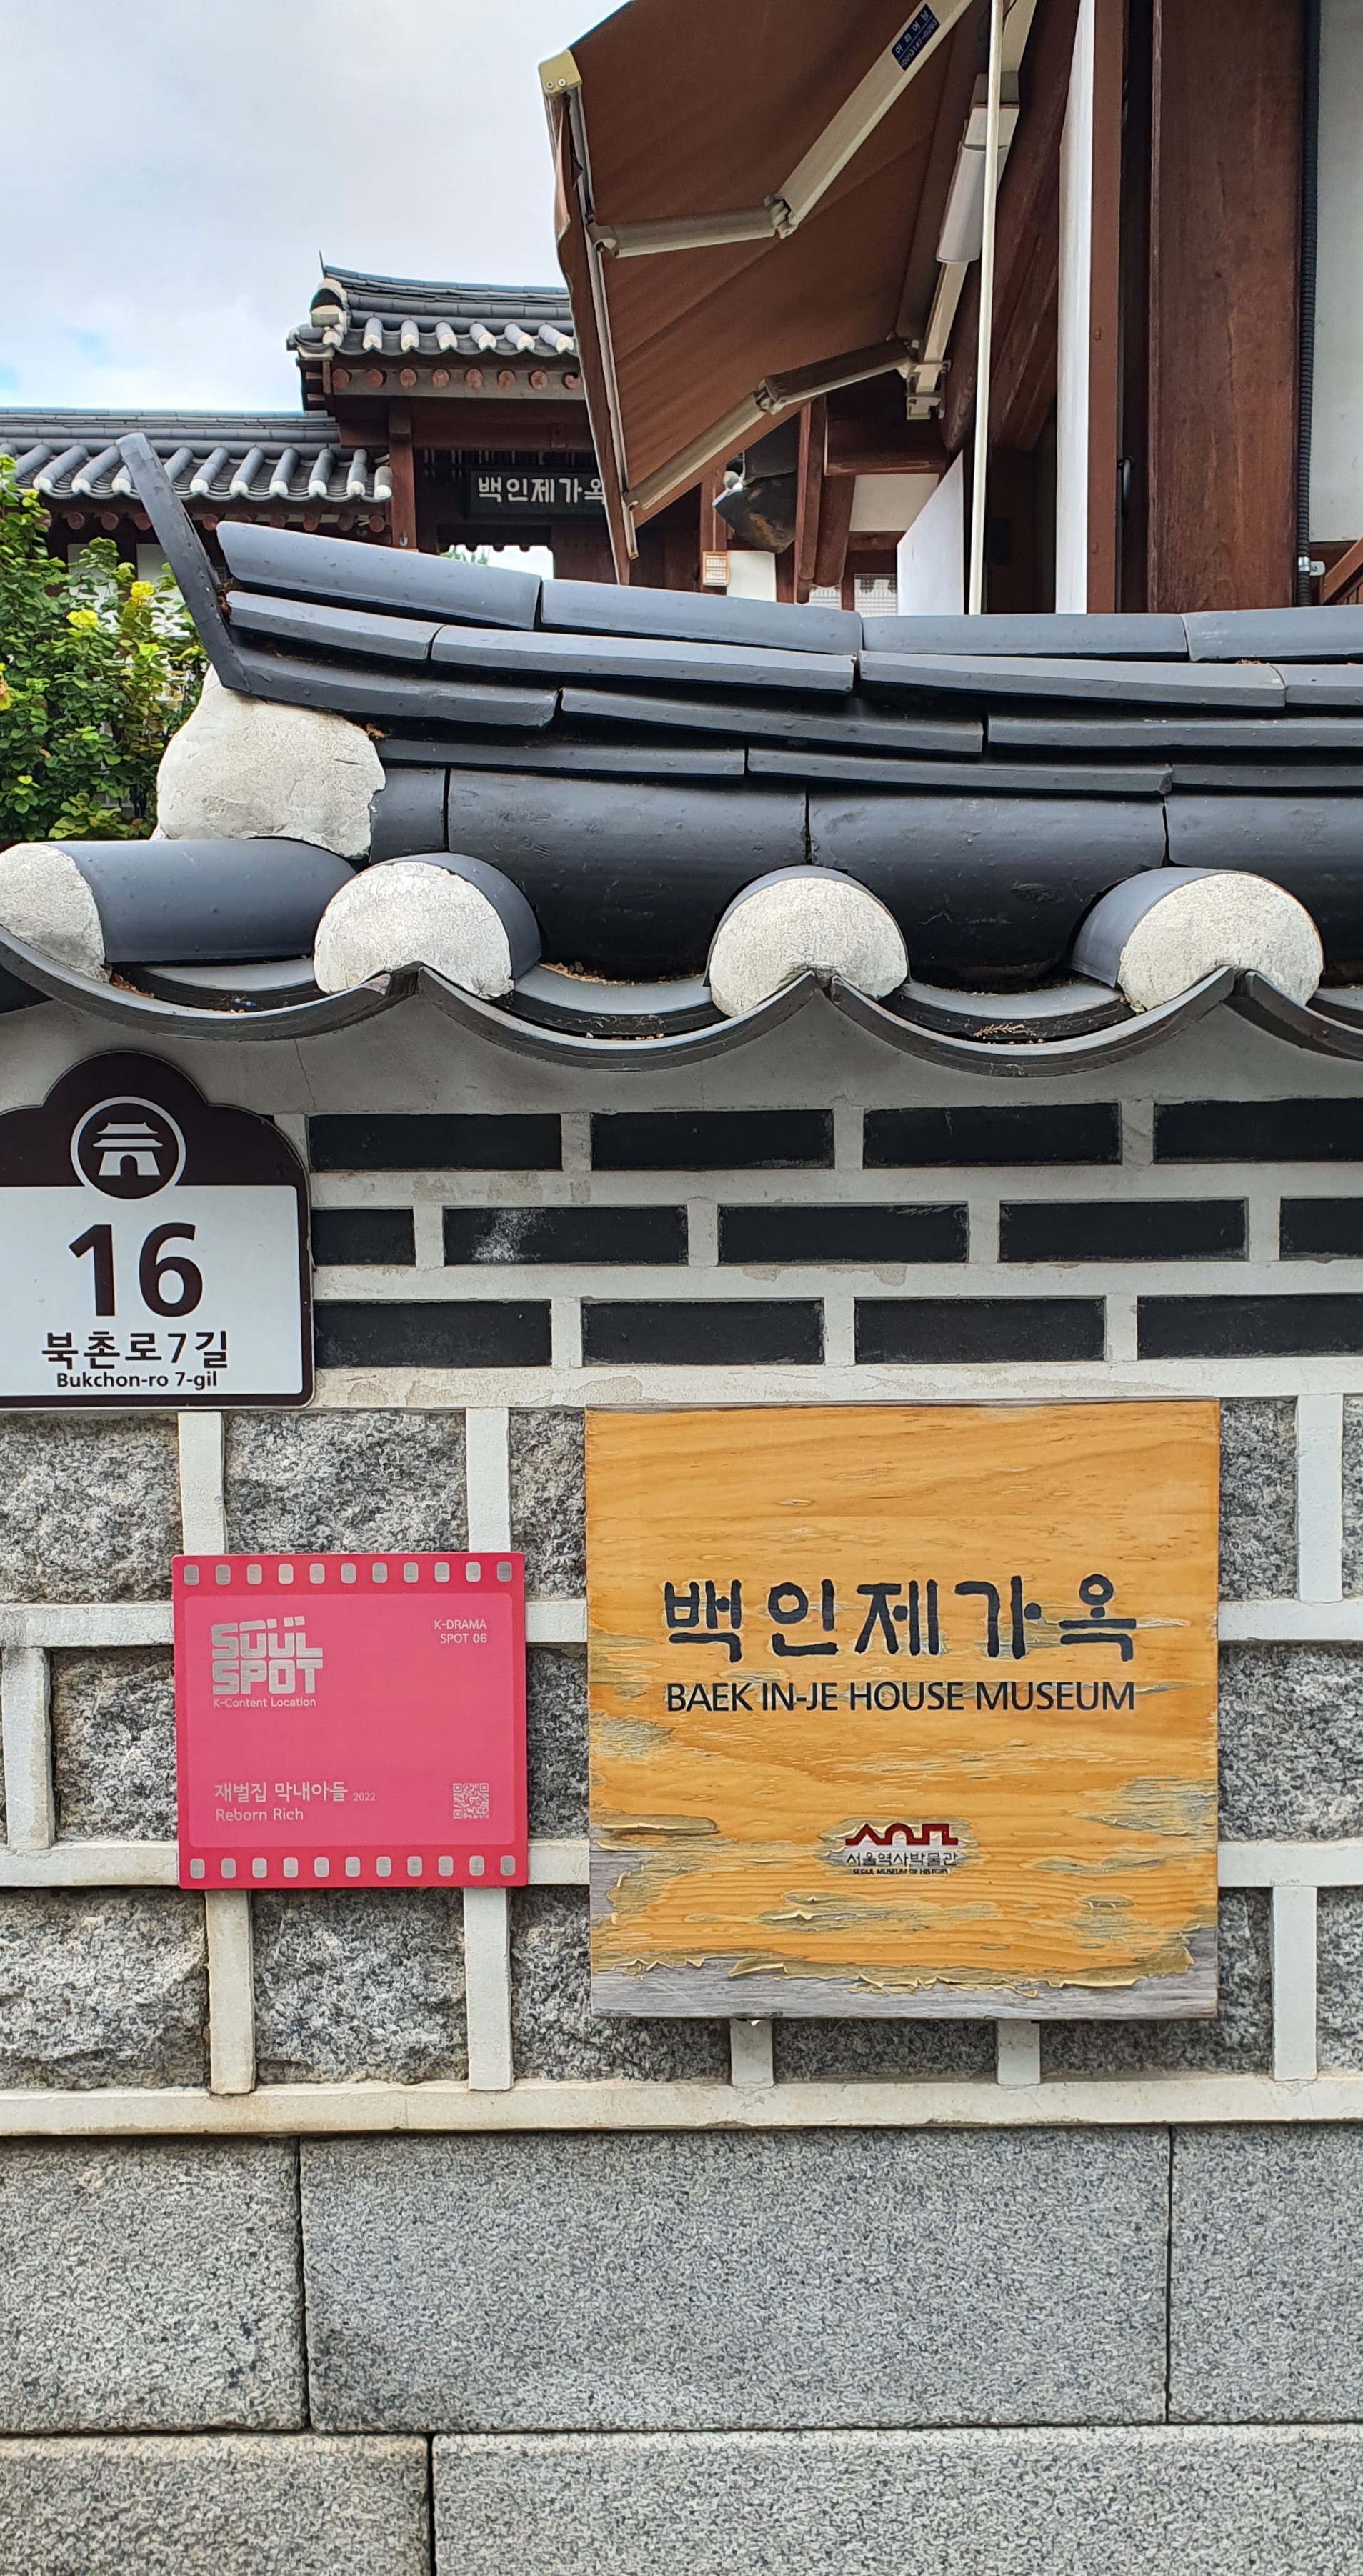 백인제가옥
16
북촌로7길
Bukchon-ro 7-gil
SOUL
SPOT
K-Content Location
K-DRAMA
SPOT 06
재벌집 막내아들 2022
Reborn Rich
백인제가옥
BAEK IN-JE HOUSE MUSEUM
서울역사박물관
SEOUL MUSEUM OF HISTORY